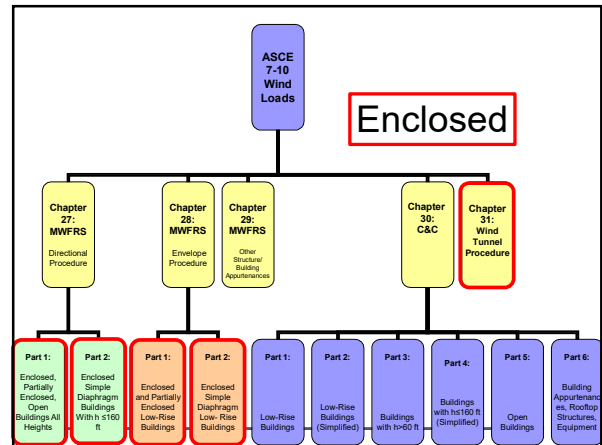 ASCE
7-10
Wind
Loads
Enclosed
Chapter
27:
MWFRS
Directional
Procedure
Chapter
28:
MWFRS
Envelope
Procedure
Chapter
29:
MWFRS
Other
Structure/
Building
Appurtenances
Chapter
30:
C&C
Chapter
31:
Wind
Tunnel
Procedure
Part 1:
Enclosed,
Partially
Enclosed,
Open
Buildings All
Heights
Part 2:
Enclosed
Simple
Diaphragm
Buildings
With h ≤160
ft
Part 1:
Enclosed
and Partially
Enclosed
Low-Rise
Buildings
Part 2:
Enclosed
Simple
Diaphragm
Low- Rise
Buildings
Part 1:
Low-Rise
Buildings
Part 2:
Low-Rise
Buildings
(Simplified)
Part 3:
Buildings
with h>60 ft
Part 4:
Buildings
with h≤160 ft
(Simplified)
Part 5:
Open
Buildings
Part 6:
Building
Appurtenanc
es, Rooftop
Structures,
Equipment